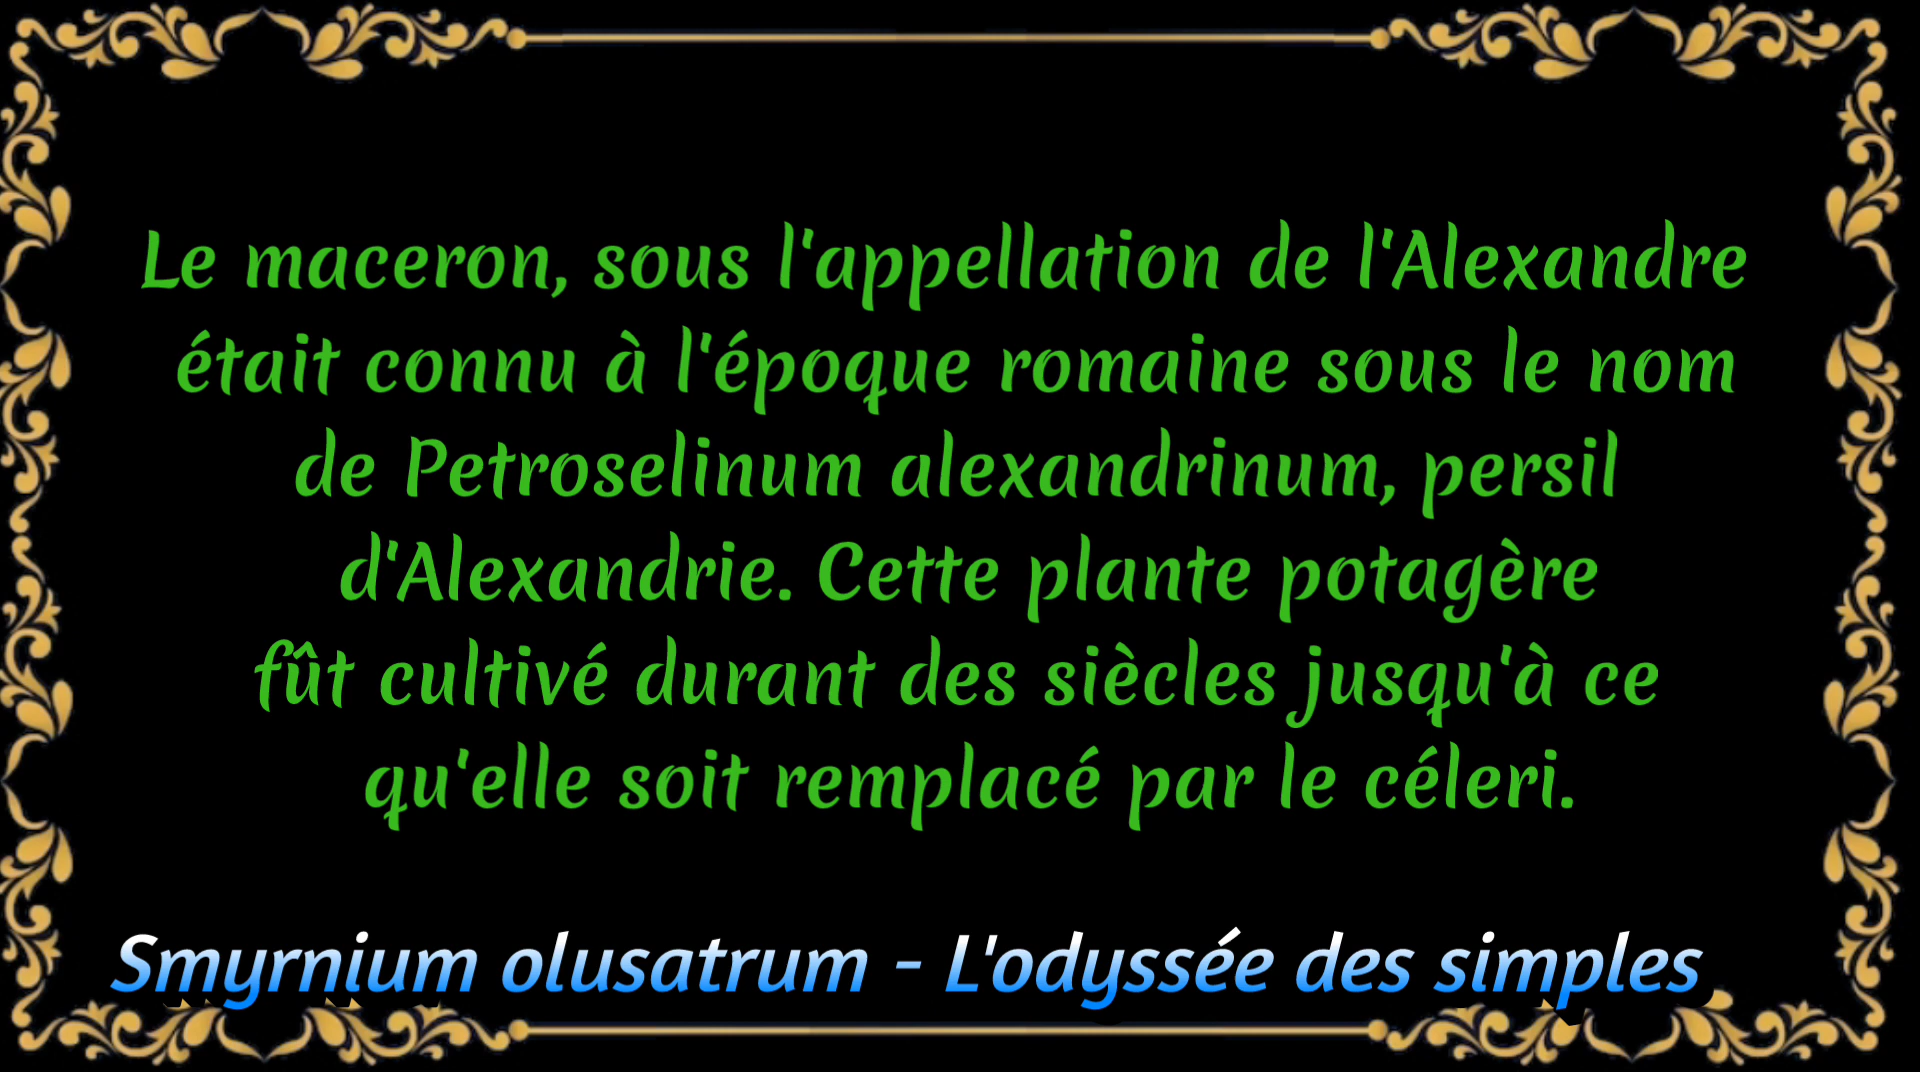 Le maceron, sous l'appellation de l'Alexandre
était connu à l'époque romaine sous le nom
de Petroselinum alexandrinum, persil
d'Alexandrie. Cette plante potagère
fût cultivé durant des siècles jusqu'à ce
qu'elle soit remplacé par le céleri.
Smyrnium olusatrum - L'odyssée des simples